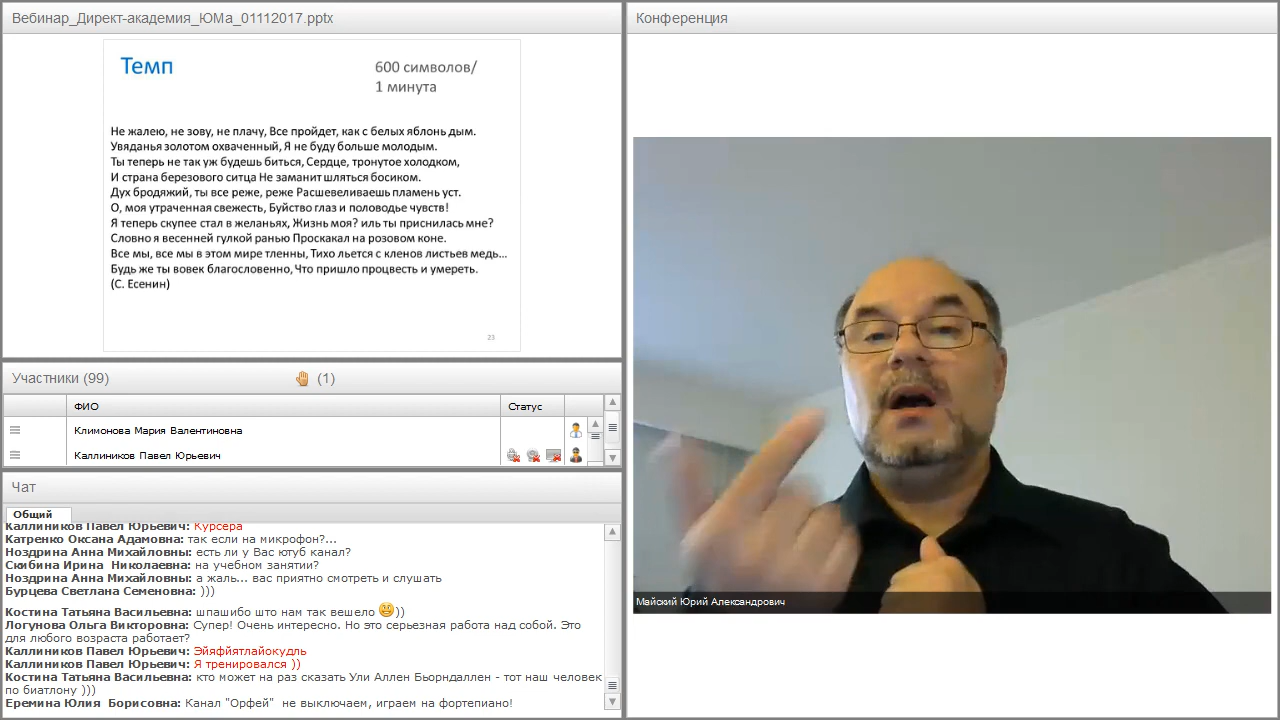 Вебинар_Директ-академия_ЮМа_01112017.pptx
Темп
600 символов/
1 минута
Не жалею, не зову, не плачу, Все пройдет, как с белых яблонь дым.
Увяданья золотом охваченный, Я не буду больше молодым.
Ты теперь не так уж будешь биться, Сердце, тронутое холодком,
И страна березового ситца Не заманит шляться босиком.
Дух бродяжий, ты все реже, реже Расшевеливаешь пламень уст.
О, моя утраченная свежесть, Буйство глаз и половодье чувств!
Я теперь скупее стал в желаньях, Жизнь моя? иль ты приснилась мне?
Словно я весенней гулкой ранью Проскакал на розовом коне.
Все мы, все мы в этом мире тленны, Тихо льется с кленов листьев медь...
Будь же ты вовек благословенно, Что пришло процвесть и умереть.
(С. Есенин)
23
Участники (99) (1)
ФИО Статус
Климонова Мария Валентиновна
Каллиников Павел Юрьевич
Чат
Общий
Каллиников Павел Юрьевич: Курсера
Катренко Оксана Адамовна: так если на микрофон?...
Ноздрина Анна Михайловны: есть ли у Вас ютуб канал?
Скибина Ирина Николаевна: на учебном занятии?
Ноздрина Анна Михайловны: а жаль... вас приятно смотреть и слушать
Бурцева Светлана Семеновна: )))
Костина Татьяна Васильевна: шпашибо што нам так вешело ))
Логунова Ольга Викторовна: Супер! Очень интересно. Но это серьезная работа над собой. Это
для любого возраста работает?
Каллиников Павел Юрьевич: Эйяфйятлайокудль
Каллиников Павел Юрьевич: Я тренировался ))
Костина Татьяна Васильевна: кто может на раз сказать Ули Аллен Бьорндаллен - тот наш человек
по биатлону )))
Еремина Юлия Борисовна: Канал "Орфей" не выключаем, играем на фортепиано!
Конференция
Майский Юрий Александрович